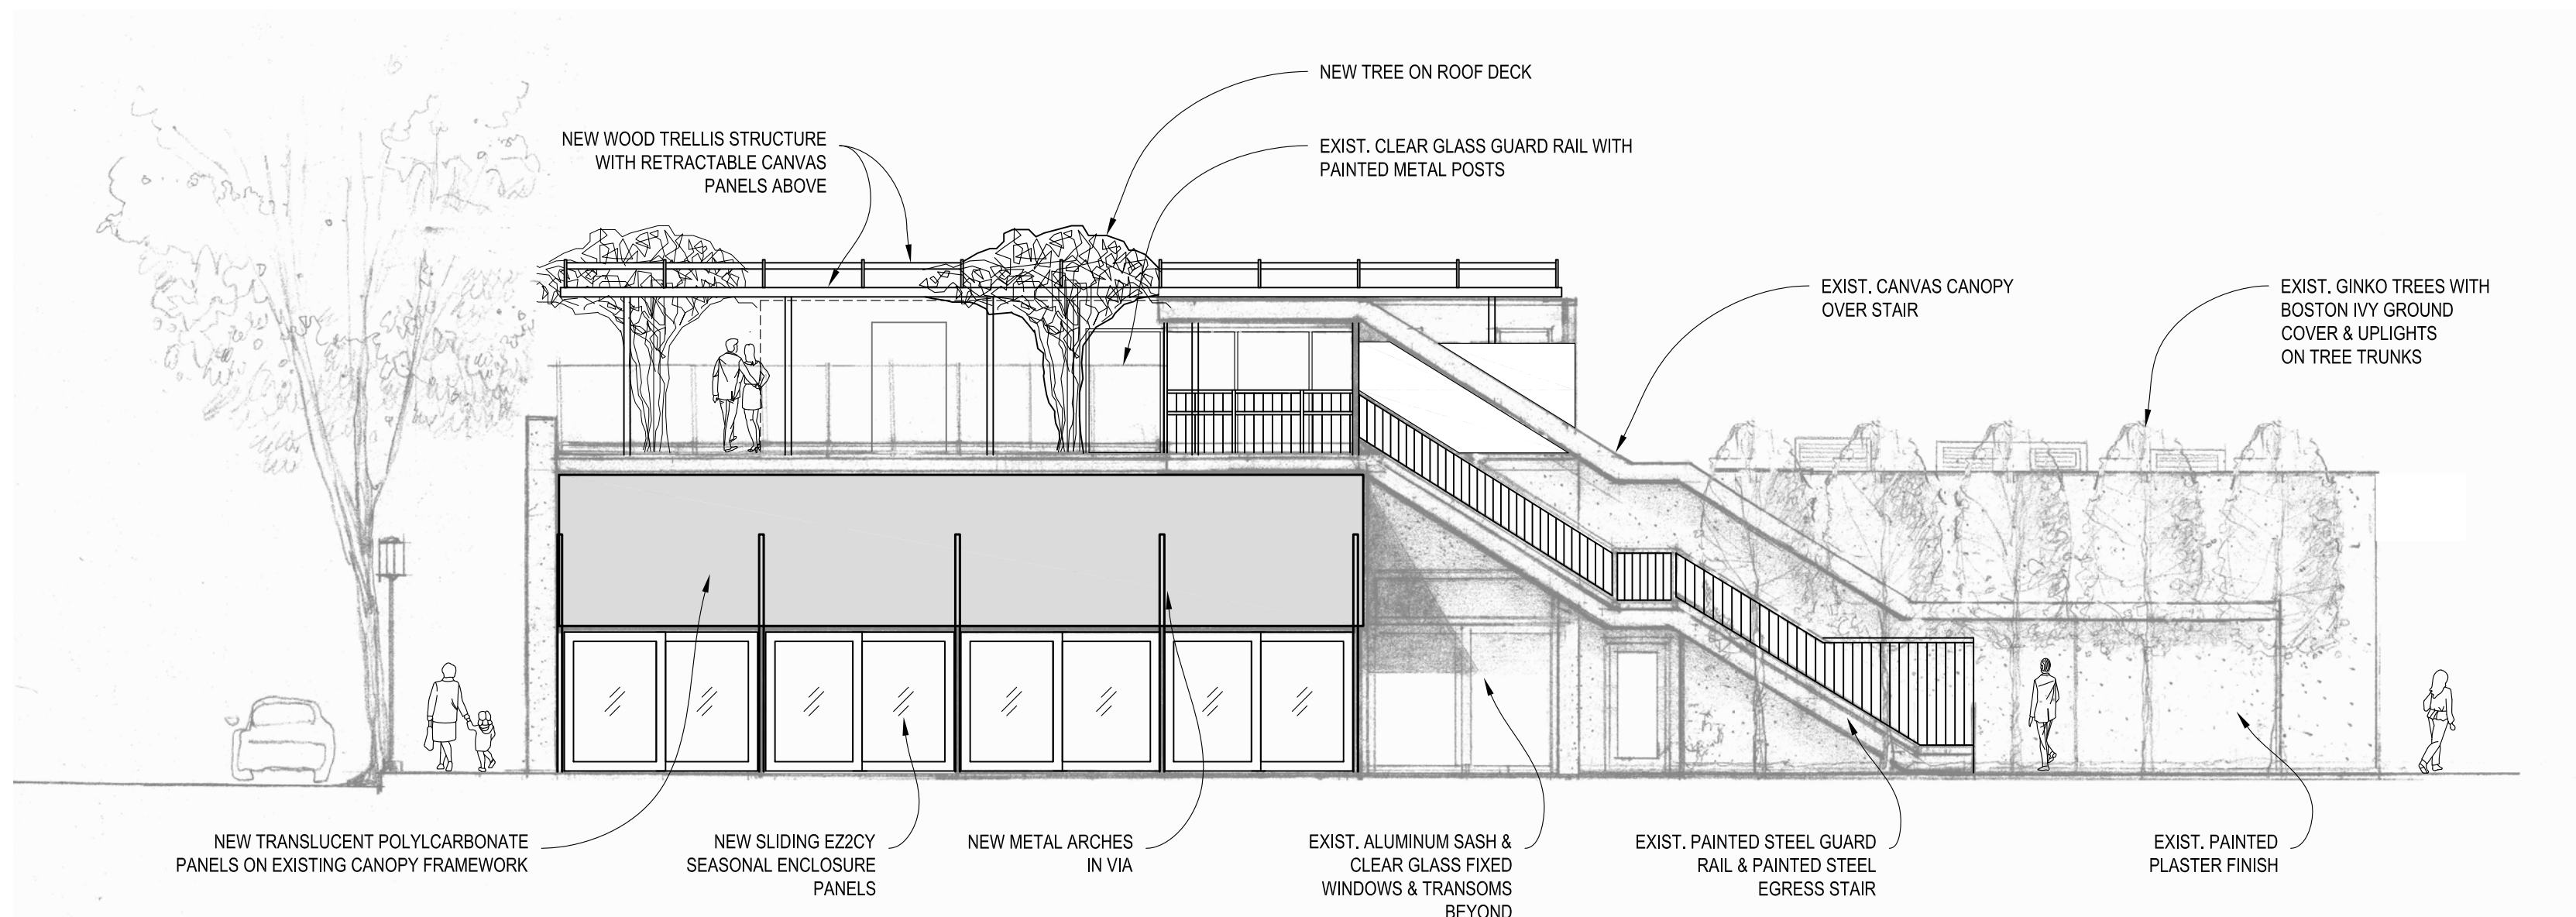 NEW TREE ON ROOF DECK
NEW WOOD TRELLIS STRUCTURE
WITH RETRACTABLE CANVAS
PANELS ABOVE
EXIST. CLEAR GLASS GUARD RAIL WITH
PAINTED METAL POSTS
EXIST. CANVAS CANOPY
OVER STAIR
EXIST. GINKO TREES WITH
BOSTON IVY GROUND
COVER & UPLIGHTS
ON TREE TRUNKS
NEW TRANSLUCENT POLYLCARBONATE
PANELS ON EXISTING CANOPY FRAMEWORK
NEW SLIDING EZ2CY
SEASONAL ENCLOSURE
PANELS
NEW METAL ARCHES
IN VIA
EXIST. ALUMINUM SASH &
CLEAR GLASS FIXED
WINDOWS & TRANSOMS
BEYOND
EXIST. PAINTED STEEL GUARD
RAIL & PAINTED STEEL
EGRESS STAIR
EXIST. PAINTED
PLASTER FINISH